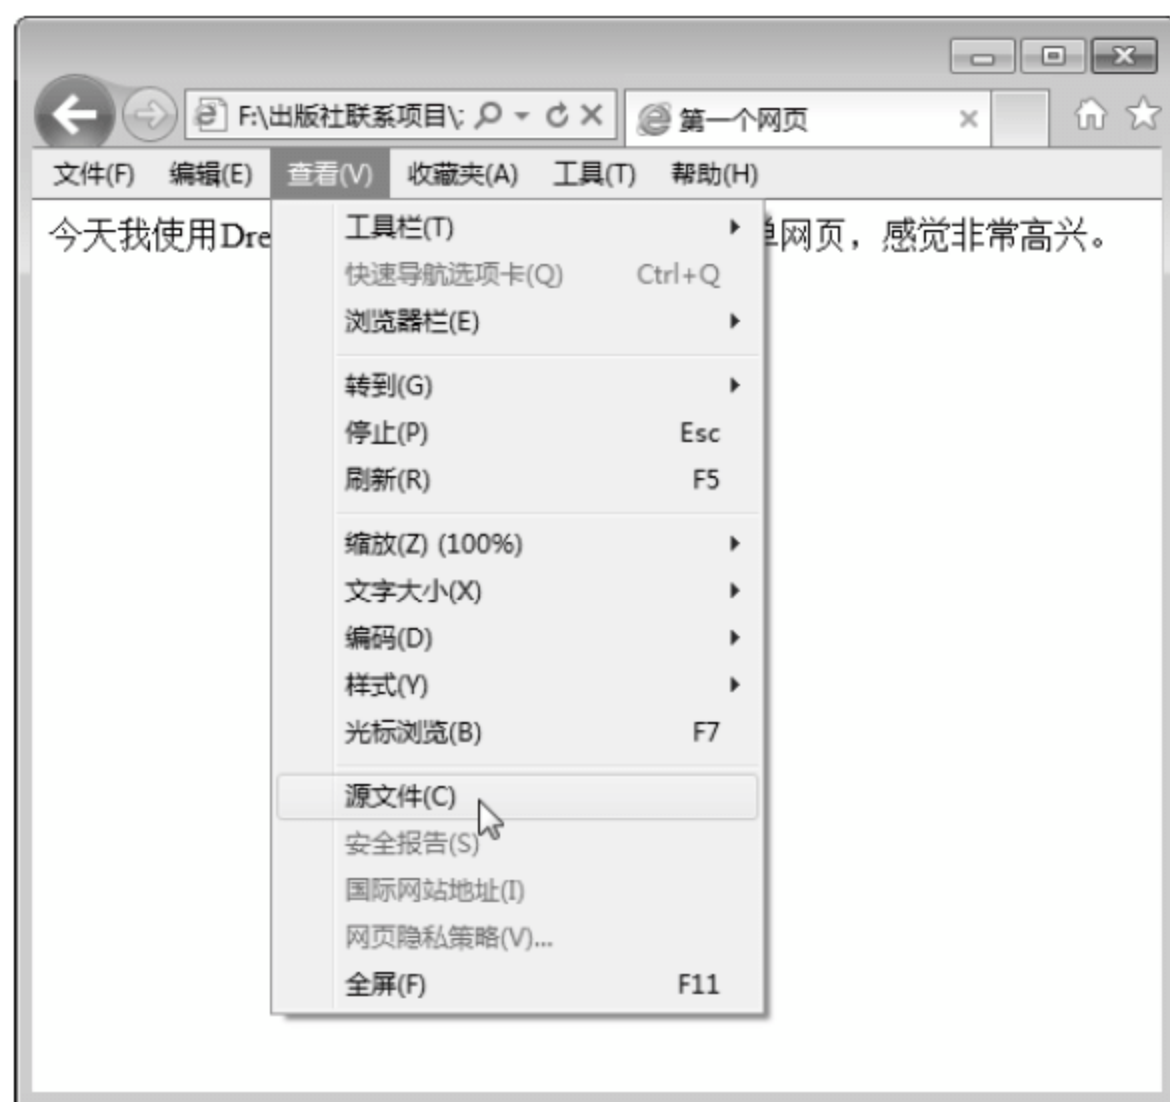 F:\出版社联系项目\
第一个网页
文件(F) 编辑(E) 查看(V) 收藏夹(A) 工具(T) 帮助(H)
今天我使用Dre 网页，感觉非常高兴。
工具栏(T)
快速导航选项卡(Q) Ctrl+Q
浏览器栏(E)
转到(G)
停止(P) Esc
刷新(R) F5
缩放(Z) (100%)
文字大小(X)
编码(D)
样式(Y)
光标浏览(B) F7
源文件(C)
安全报告(S)
国际网站地址(I)
网页隐私策略(V)...
全屏(F) F11